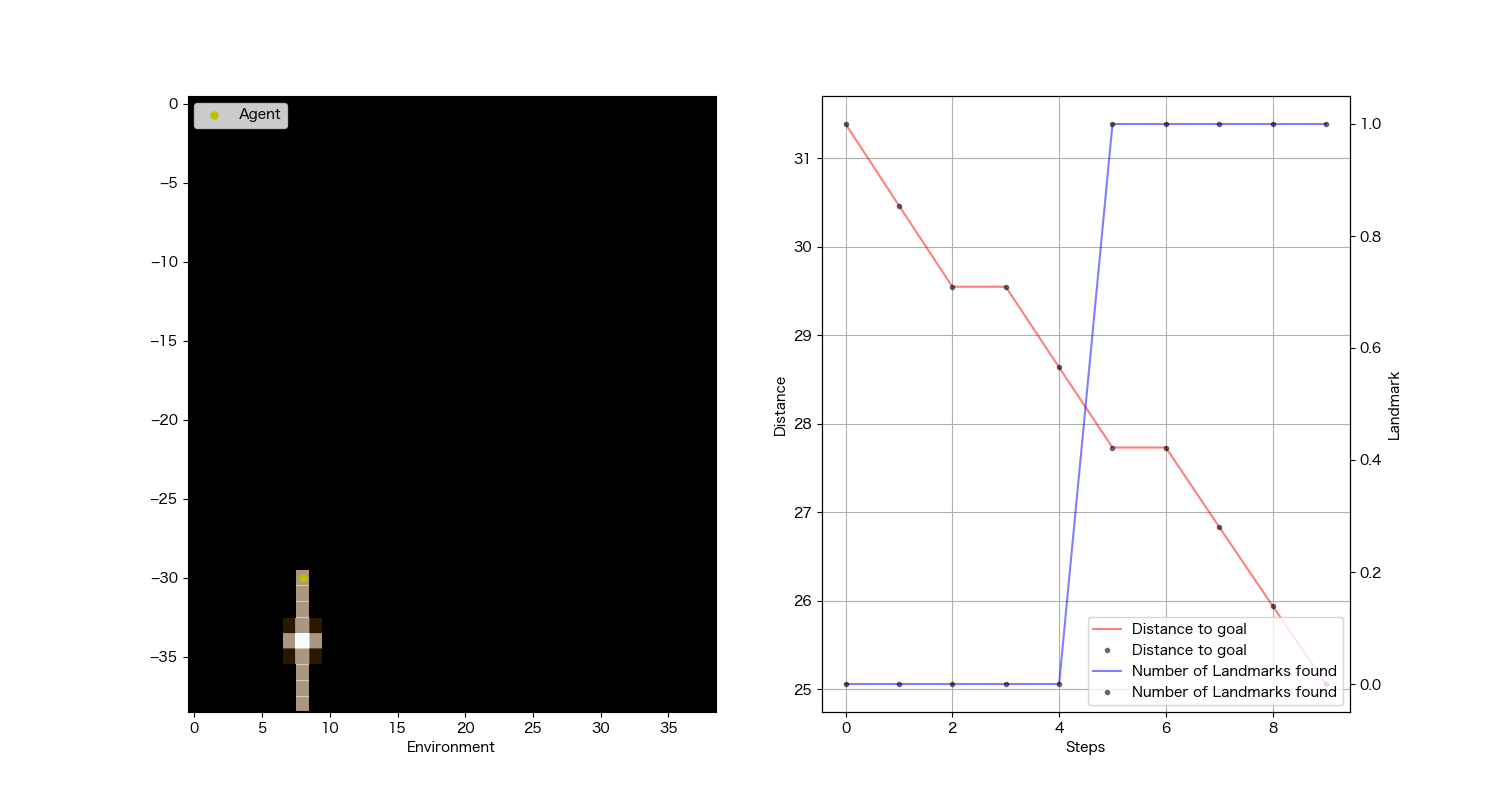 Agent
0
−5
−10
−15
−20
−25
−30
−35
0 5 10 15 20 25 30 35
Environment
31
30
29
28
27
26
25
Distance
1.0
0.8
0.6
0.4
0.2
0.0
Landmark
Distance to goal
Distance to goal
Number of Landmarks found
Number of Landmarks found
0 2 4 6 8
Steps